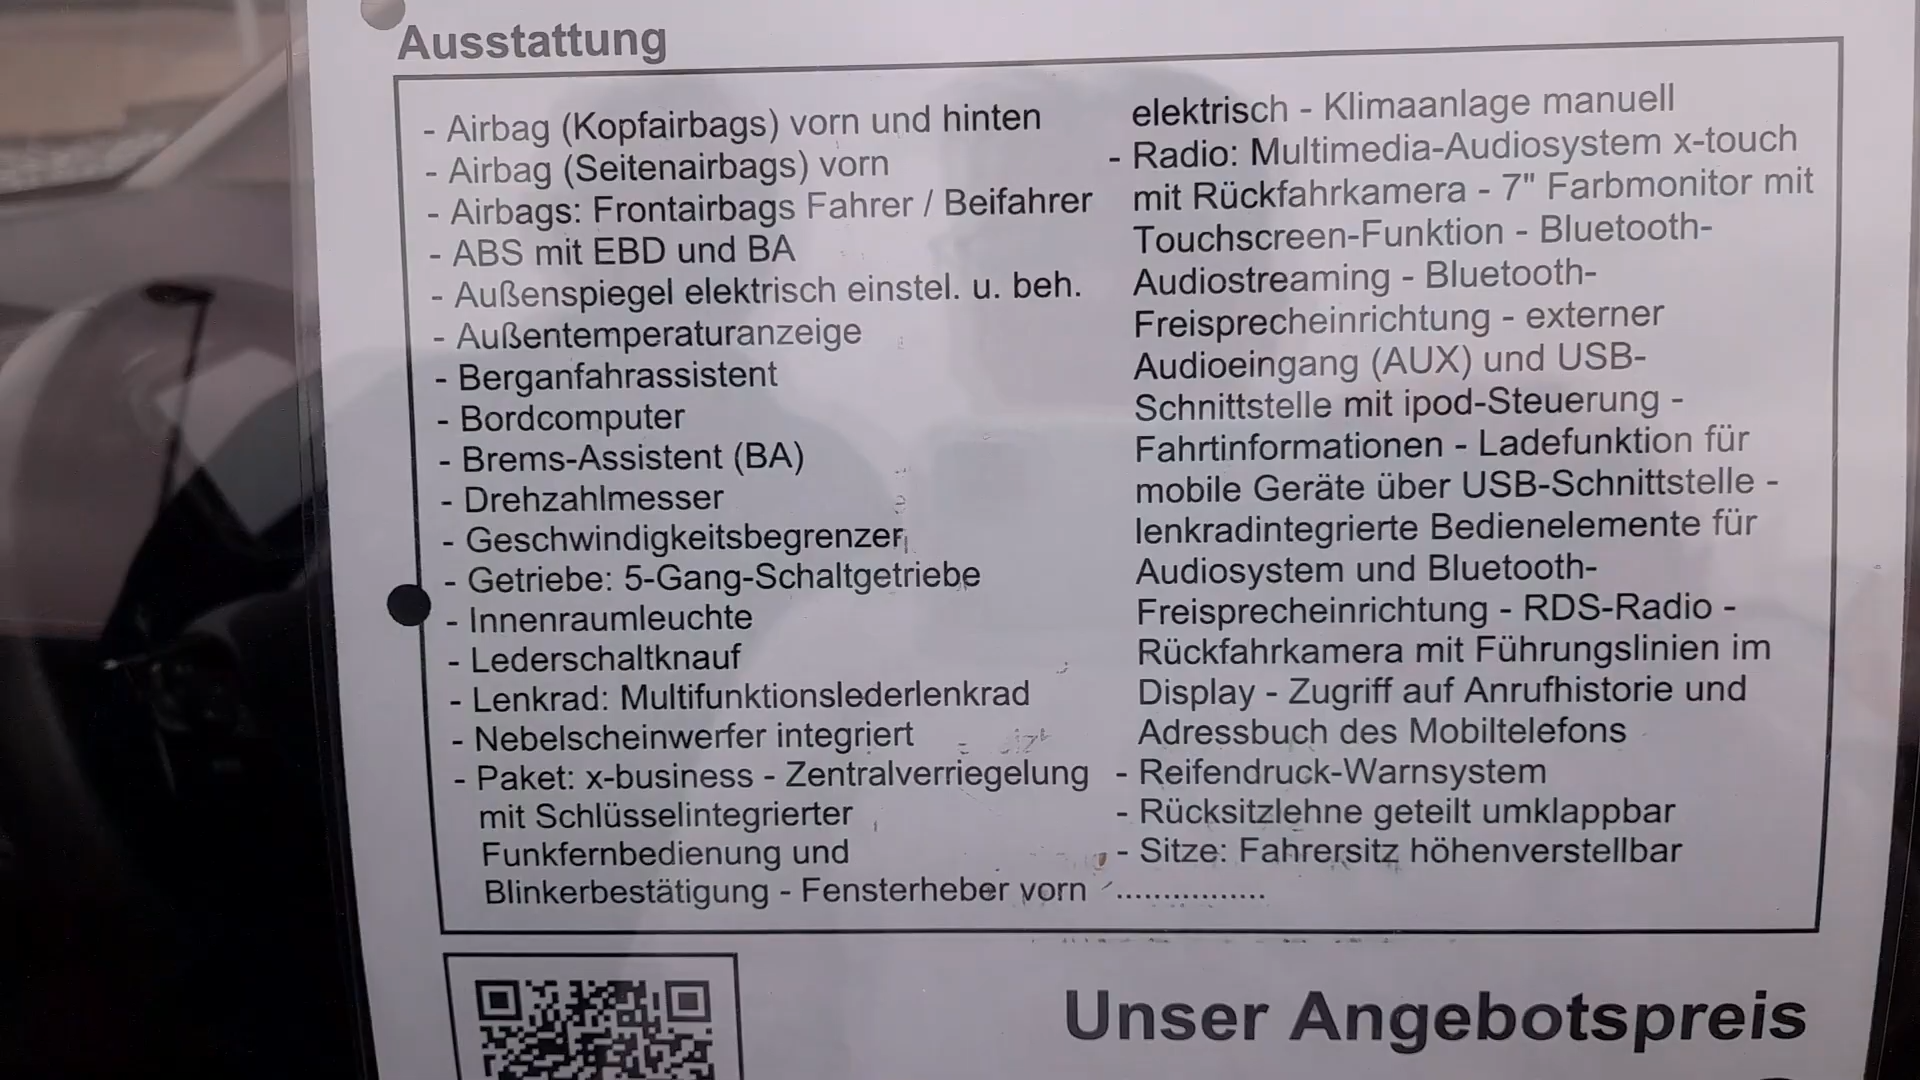 Ausstattung
- Airbag (Kopfairbags) vorn und hinten
- Airbag (Seitenairbags) vorn
- Airbags: Frontairbags Fahrer / Beifahrer
- ABS mit EBD und BA
- Außenspiegel elektrisch einstel. u. beh.
- Außentemperaturanzeige
- Berganfahrassistent
- Bordcomputer
- Brems-Assistent (BA)
- Drehzahlmesser
- Geschwindigkeitsbegrenzer
- Getriebe: 5-Gang-Schaltgetriebe
- Innenraumleuchte
- Lederschaltknauf
- Lenkrad: Multifunktionslederlenkrad
- Nebelscheinwerfer integriert
- Paket: x-business - Zentralverriegelung
mit Schlüsselintegrierter
Funkfernbedienung und
Blinkerbestätigung - Fensterheber vorn
elektrisch - Klimaanlage manuell
- Radio: Multimedia-Audiosystem x-touch
mit Rückfahrkamera - 7" Farbmonitor mit
Touchscreen-Funktion - Bluetooth-
Audiostreaming - Bluetooth-
Freisprecheinrichtung - externer
Audioeingang (AUX) und USB-
Schnittstelle mit ipod-Steuerung -
Fahrtinformationen - Ladefunktion für
mobile Geräte über USB-Schnittstelle -
lenkradintegrierte Bedienelemente für
Audiosystem und Bluetooth-
Freisprecheinrichtung - RDS-Radio -
Rückfahrkamera mit Führungslinien im
Display - Zugriff auf Anrufhistorie und
Adressbuch des Mobiltelefons
- Reifendruck-Warnsystem
- Rücksitzlehne geteilt umklappbar
- Sitze: Fahrersitz höhenverstellbar
.................
Unser Angebotspreis